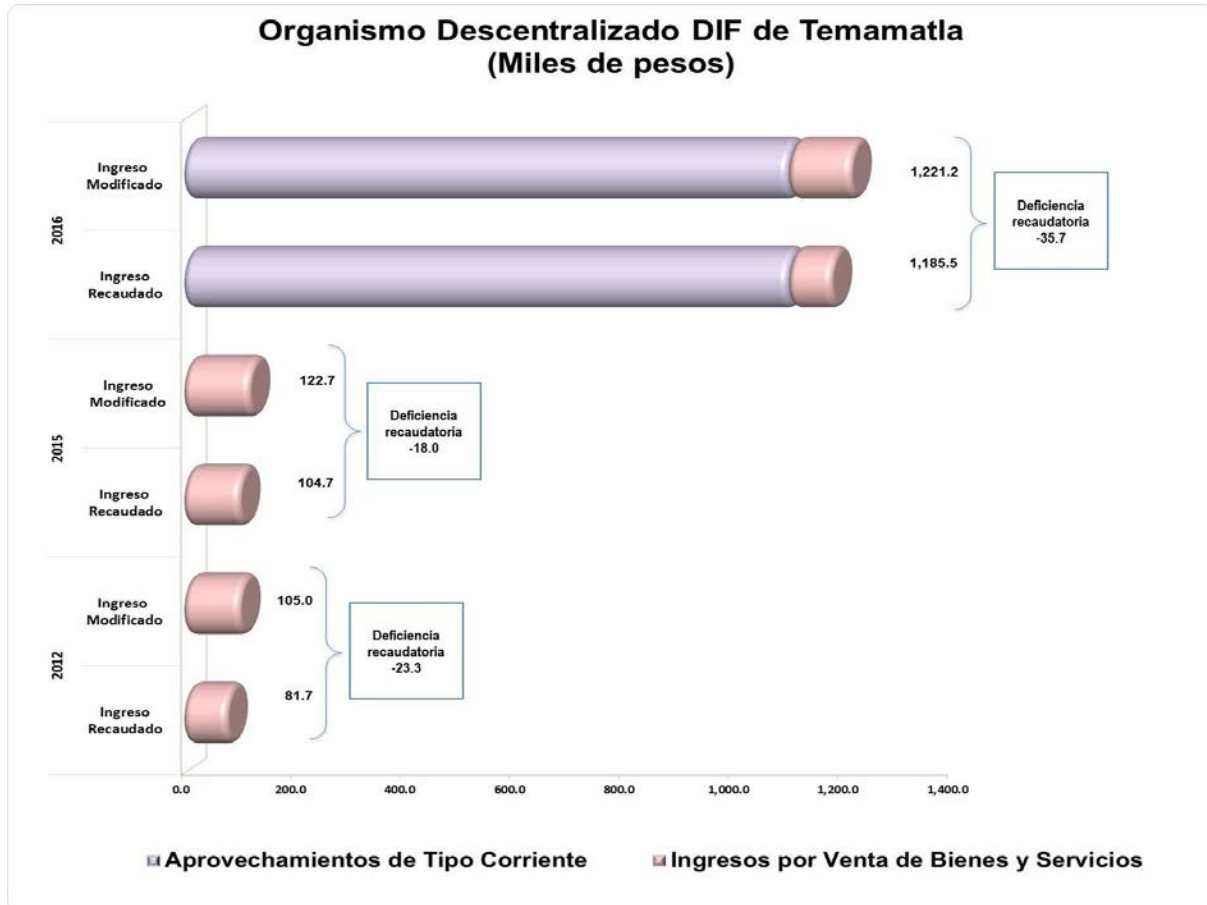 Organismo Descentralizado DIF de Temamatla
(Miles de pesos)
2016
Ingreso
Modificado
1,221.2
Ingreso
Recaudado
1,185.5
Deficiencia
recaudatoria
-35.7
2015
Ingreso
Modificado
122.7
Ingreso
Recaudado
104.7
Deficiencia
recaudatoria
-18.0
2012
Ingreso
Modificado
105.0
Ingreso
Recaudado
81.7
Deficiencia
recaudatoria
-23.3
0.0 200.0 400.0 600.0 800.0 1,000.0 1,200.0 1,400.0
Aprovechamientos de Tipo Corriente Ingresos por Venta de Bienes y Servicios